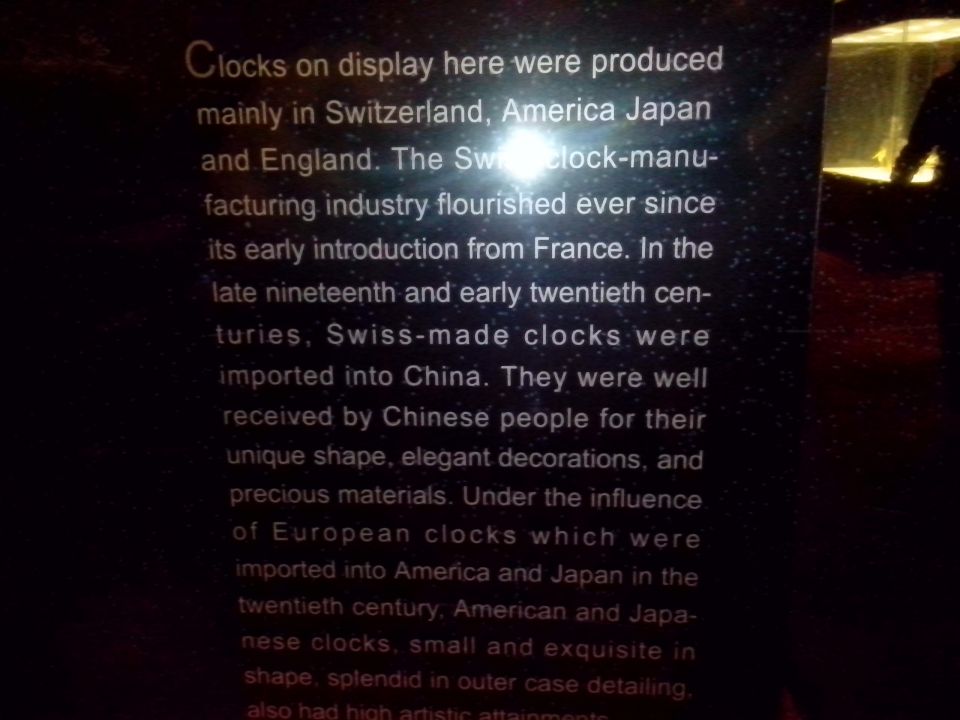 Clocks on display here were produced
mainly in Switzerland, America Japan
and England. The Swiss clock-manu-
facturing industry flourished ever since
its early introduction from France. In the
late nineteenth and early twentieth cen-
turies, Swiss-made clocks were
imported into China. They were well
received by Chinese people for their
unique shape, elegant decorations, and
precious materials. Under the influence
of European clocks which were
imported into America and Japan in the
twentieth century, American and Japa-
nese clocks, small and exquisite in
shape, splendid in outer case detailing,
also had high artistic attainments.